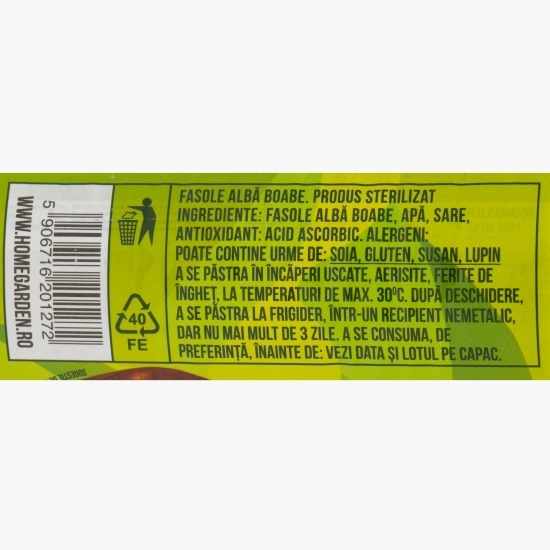 WWW.HOMEGARDEN.RO
5 906716 201272
40
FE
FASOLE ALBĂ BOABE. PRODUS STERILIZAT
INGREDIENTE: FASOLE ALBĂ BOABE, APĂ, SARE,
ANTIOXIDANT: ACID ASCORBIC. ALERGENI:
POATE CONTINE URME DE: SOIA, GLUTEN, SUSAN, LUPIN
A SE PĂSTRA ÎN ÎNCĂPERI USCATE, AERISITE, FERITE DE
ÎNGHEȚ, LA TEMPERATURI DE MAX. 30⁰C. DUPĂ DESCHIDERE,
A SE PĂSTRA LA FRIGIDER, ÎNTR-UN RECIPIENT NEMETALIC,
DAR NU MAI MULT DE 3 ZILE. A SE CONSUMA, DE
PREFERINȚĂ, ÎNAINTE DE: VEZI DATA ȘI LOTUL PE CAPAC.